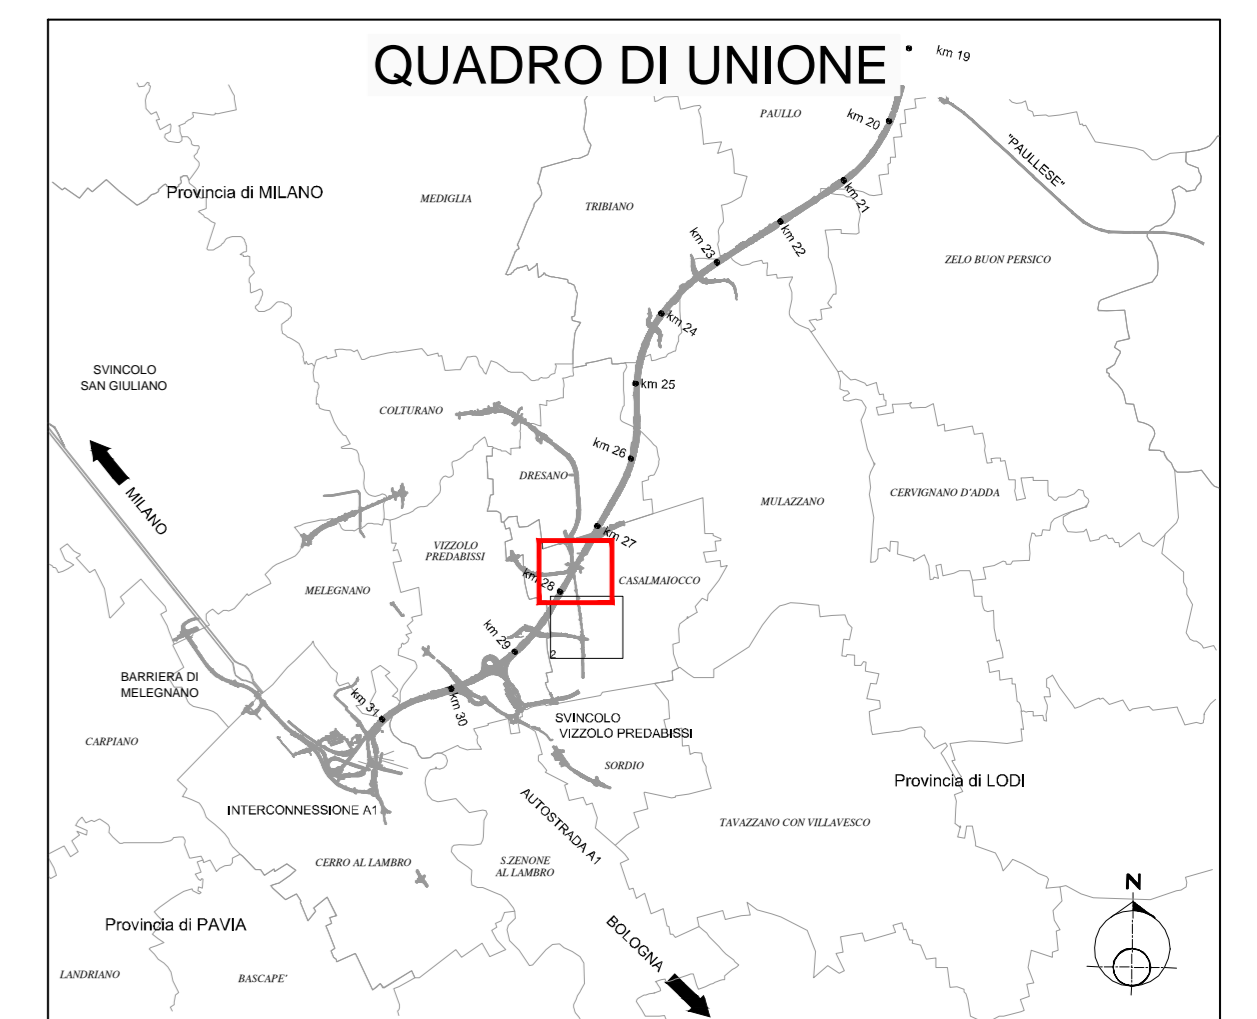 QUADRO DI UNIONE
km 19
PAULLO
km 20
"PAULLESE"
Provincia di MILANO
MEDIGLIA
TRIBIANO
km 21
km 22
km 23
ZELO BUON PERSICO
km 24
SVINCOLO
SAN GIULIANO
km 25
COLTURANO
km 26
DRESANO
MULAZZANO
CERVIGNANO D'ADDA
MILANO
km 27
VIZZOLO
PREDABISSI
km 28
CASALMAIOCCO
MELEGNANO
km 29
2
BARRIERA DI
MELEGNANO
km 31
km 30
SVINCOLO
VIZZOLO PREDABISSI
CARPIANO
SORDIO
Provincia di LODI
INTERCONNESSIONE A1
AUTOSTRADA A1
TAVAZZANO CON VILLAVESCO
CERRO AL LAMBRO
S.ZENONE
AL LAMBRO
N
Provincia di PAVIA
BOLOGNA
LANDRIANO
BASCAPE'